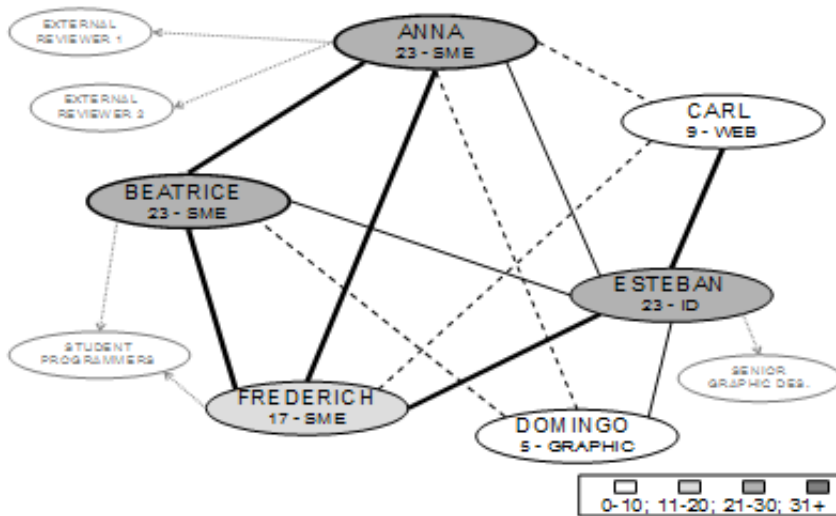 EXTERNAL
REVIEWER 1
ANNA
23 - SME
EXTERNAL
REVIEWER 2
CARL
9 - WEB
BEATRICE
23 - SME
ESTEBAN
23 - ID
STUDENT
PROGRAMMERS
SENIOR
GRAPHIC DES.
FREDERICH
17 - SME
DOMINGO
5 - GRAPHIC
0-10; 11-20; 21-30; 31+